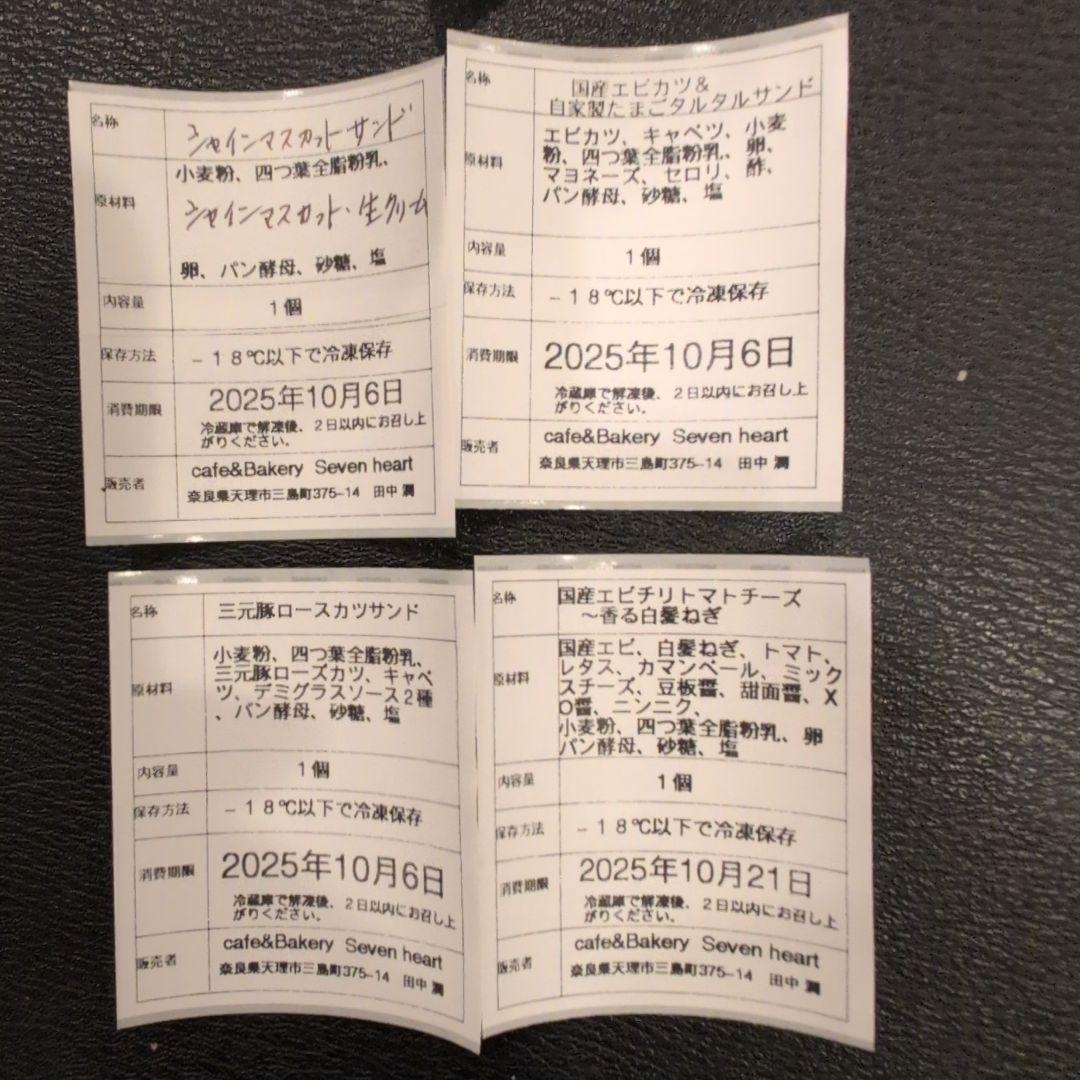 名称 シャインマスカットサンド
小麦粉、四つ葉全脂粉乳、
原材料
シャインマスカット・生クリーム
卵、パン酵母、砂糖、塩
内容量 1個
保存方法 －１８℃以下で冷凍保存
消費期限 2025年10月6日
冷蔵庫で解凍後、２日以内にお召し上
がりください。
販売者 cafe&Bakery Seven heart
奈良県天理市三島町375-14 田中 潤
名称 国産エビカツ&
自家製たまごタルタルサンド
エビカツ、キャベツ、小麦
原材料 粉、四つ葉全脂粉乳、卵、
マヨネーズ、セロリ、酢、
パン酵母、砂糖、塩
内容量 1個
保存方法 －１８℃以下で冷凍保存
消費期限 2025年10月6日
冷蔵庫で解凍後、２日以内にお召し上
がりください。
販売者 cafe&Bakery Seven heart
奈良県天理市三島町375-14 田中 潤
名称 三元豚ロースカツサンド
小麦粉、四つ葉全脂粉乳、
三元豚ローズカツ、キャベ
原材料 ツ、デミグラスソース２種
、パン酵母、砂糖、塩
内容量 1個
保存方法 －１８℃以下で冷凍保存
消費期限 2025年10月6日
冷蔵庫で解凍後、２日以内にお召し上
がりください。
販売者 cafe&Bakery Seven heart
奈良県天理市三島町375-14 田中 潤
名称 国産エビチリトマトチーズ
～香る白髪ねぎ
国産エビ、白髪ねぎ、トマト、
レタス、カマンベール、ミック
原材料 スチーズ、豆板醤、甜面醤、X
O醤、ニンニク、
小麦粉、四つ葉全脂粉乳、卵
パン酵母、砂糖、塩
内容量 1個
保存方法 －１８℃以下で冷凍保存
消費期限 2025年10月21日
冷蔵庫で解凍後、２日以内にお召し上
がりください。
販売者 cafe&Bakery Seven heart
奈良県天理市三島町375-14 田中 潤